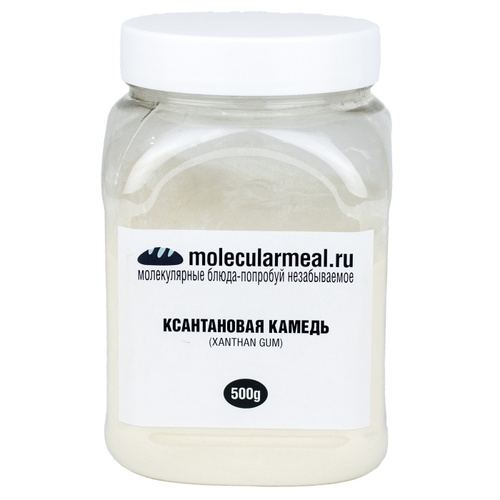 molecularmeal.ru
молекулярные блюда-попробуй незабываемое
КСАНТАНОВАЯ КАМЕДЬ
(XANTHAN GUM)
500g